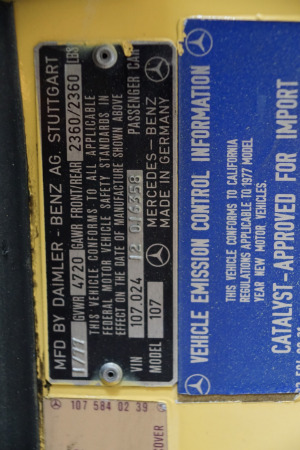 MFD BY DAIMLER-BENZ AG, STUTTGART
1/77 GVWR 4720 GAWR FRONT/REAR 2360/2360 LBS
THIS VEHICLE CONFORMS TO ALL APPLICABLE
FEDERAL MOTOR VEHICLE SAFETY STANDARDS IN
EFFECT ON THE DATE OF MANUFACTURE SHOWN ABOVE
VIN 107.024 12 016358 PASSENGER CAR
MODEL 107 MERCEDES-BENZ
MADE IN GERMANY
VEHICLE EMISSION CONTROL INFORMATION
THIS VEHICLE CONFORMS TO CALIFORNIA
REGULATIONS APPLICABLE TO 1977 MODEL
YEAR NEW MOTOR VEHICLES.
CATALYST-APPROVED
107 584 02 39
COVER